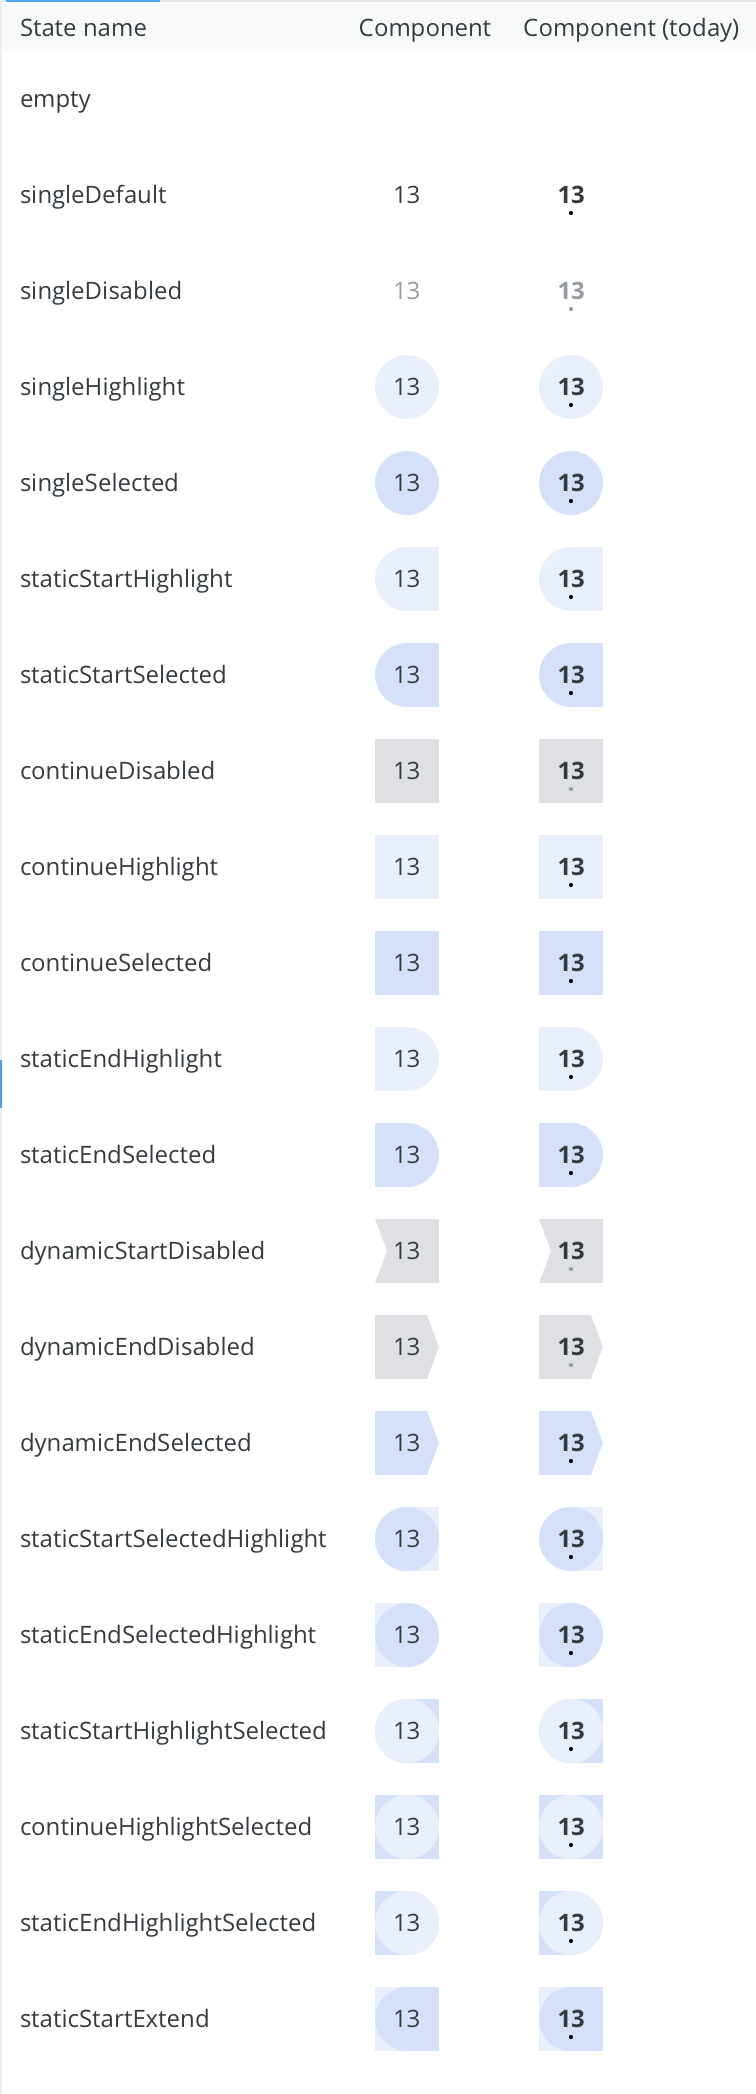 State name Component Component (today)
empty
singleDefault 13 13
singleDisabled 13 13
singleHighlight 13 13
singleSelected 13 13
staticStartHighlight 13 13
staticStartSelected 13 13
continueDisabled 13 13
continueHighlight 13 13
continueSelected 13 13
staticEndHighlight 13 13
staticEndSelected 13 13
dynamicStartDisabled 13 13
dynamicEndDisabled 13 13
dynamicEndSelected 13 13
staticStartSelectedHighlight 13 13
staticEndSelectedHighlight 13 13
staticStartHighlightSelected 13 13
continueHighlightSelected 13 13
staticEndHighlightSelected 13 13
staticStartExtend 13 13